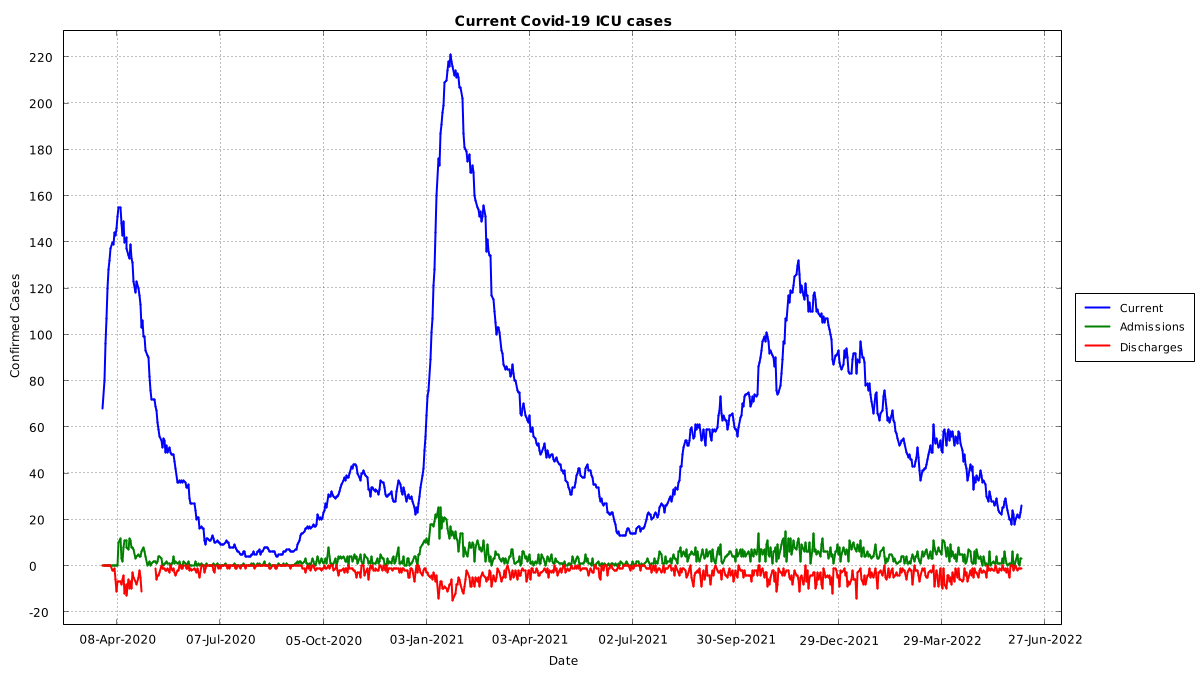 Current Covid-19 ICU cases
220
200
180
160
140
120
100
80
60
40
20
0
-20
Confirmed Cases
08-Apr-2020 07-Jul-2020 05-Oct-2020 03-Jan-2021 03-Apr-2021 02-Jul-2021 30-Sep-2021 29-Dec-2021 29-Mar-2022 27-Jun-2022
Date
Current
Admissions
Discharges